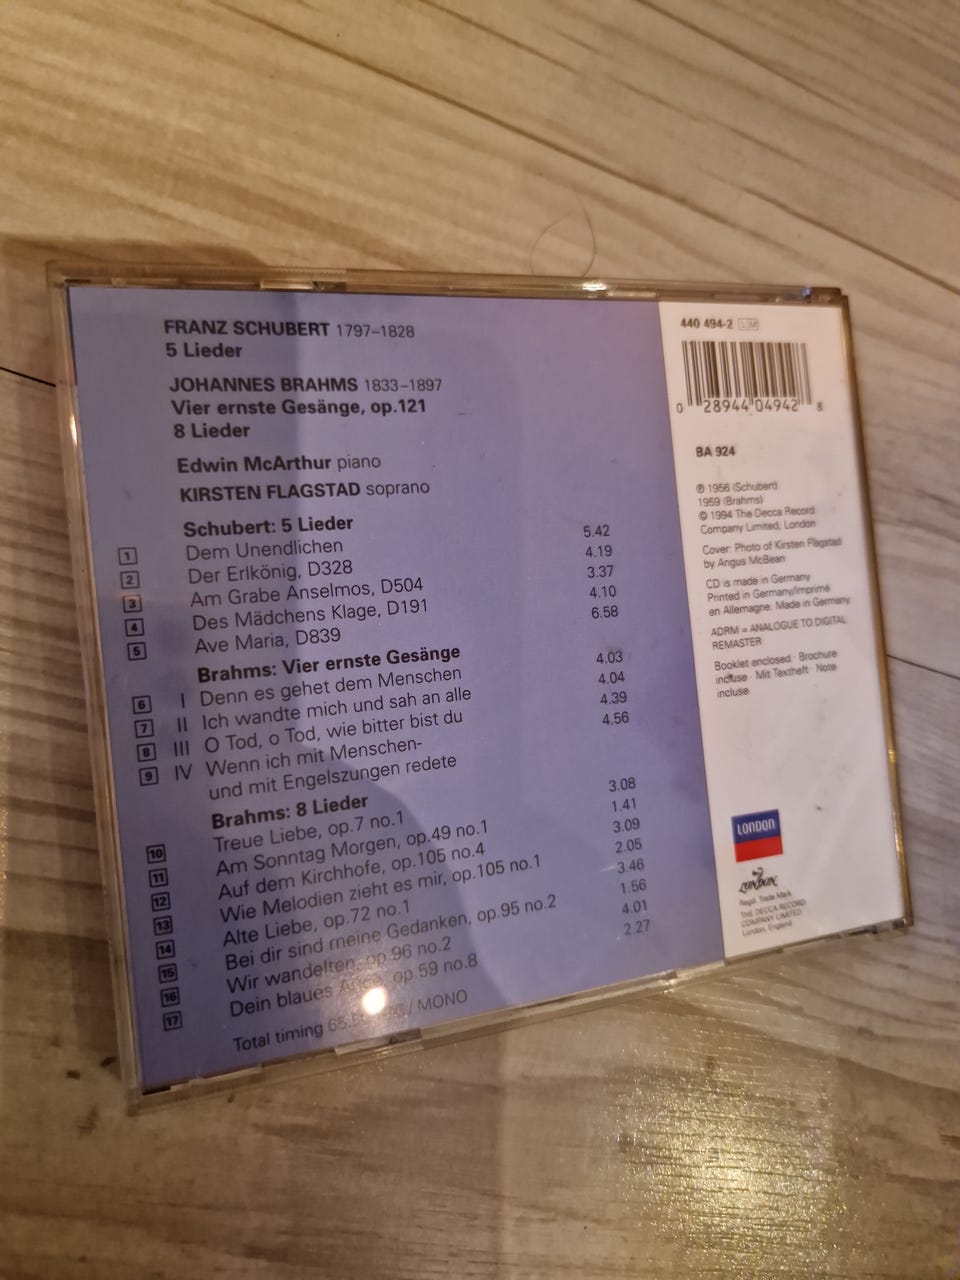 FRANZ SCHUBERT 1797–1828
5 Lieder
JOHANNES BRAHMS 1833–1897
Vier ernste Gesänge, op.121
8 Lieder
Edwin McArthur piano
KIRSTEN FLAGSTAD soprano
Schubert: 5 Lieder
1 Dem Unendlichen 5.42
2 Der Erlkönig, D328 4.19
3 Am Grabe Anselmos, D504 3.37
4 Des Mädchens Klage, D191 4.10
5 Ave Maria, D839 6.58
Brahms: Vier ernste Gesänge
6 I Denn es gehet dem Menschen 4.03
7 II Ich wandte mich und sah an alle 4.04
8 III O Tod, o Tod, wie bitter bist du 4.39
9 IV Wenn ich mit Menschen- 4.56
und mit Engelszungen redete
Brahms: 8 Lieder
10 Treue Liebe, op.7 no.1 3.08
11 Am Sonntag Morgen, op.49 no.1 1.41
12 Auf dem Kirchhofe, op.105 no.4 3.09
13 Wie Melodien zieht es mir, op.105 no.1 2.05
14 Alte Liebe, op.72 no.1 3.46
15 Bei dir sind meine Gedanken, op.95 no.2 1.56
16 Wir wandelten, op.96 no.2 4.01
17 Dein blaues Auge, op.59 no.8 2.27
Total timing / MONO
440 494-2 LM
0 28944 04942 8
BA 924
℗ 1956 (Schubert)
1959 (Brahms)
© 1994 The Decca Record
Company Limited, London
Cover: Photo of Kirsten Flagstad
by Angus McBean
CD is made in Germany
Printed in Germany/Imprimé
en Allemagne. Made in Germany
ADRM = ANALOGUE TO DIGITAL
REMASTER
Booklet enclosed · Brochure
incluse · Mit Textheft · Note
incluse
LONDON
LONDON
Regd. Trade Mark
THE DECCA RECORD
COMPANY LIMITED
London, England